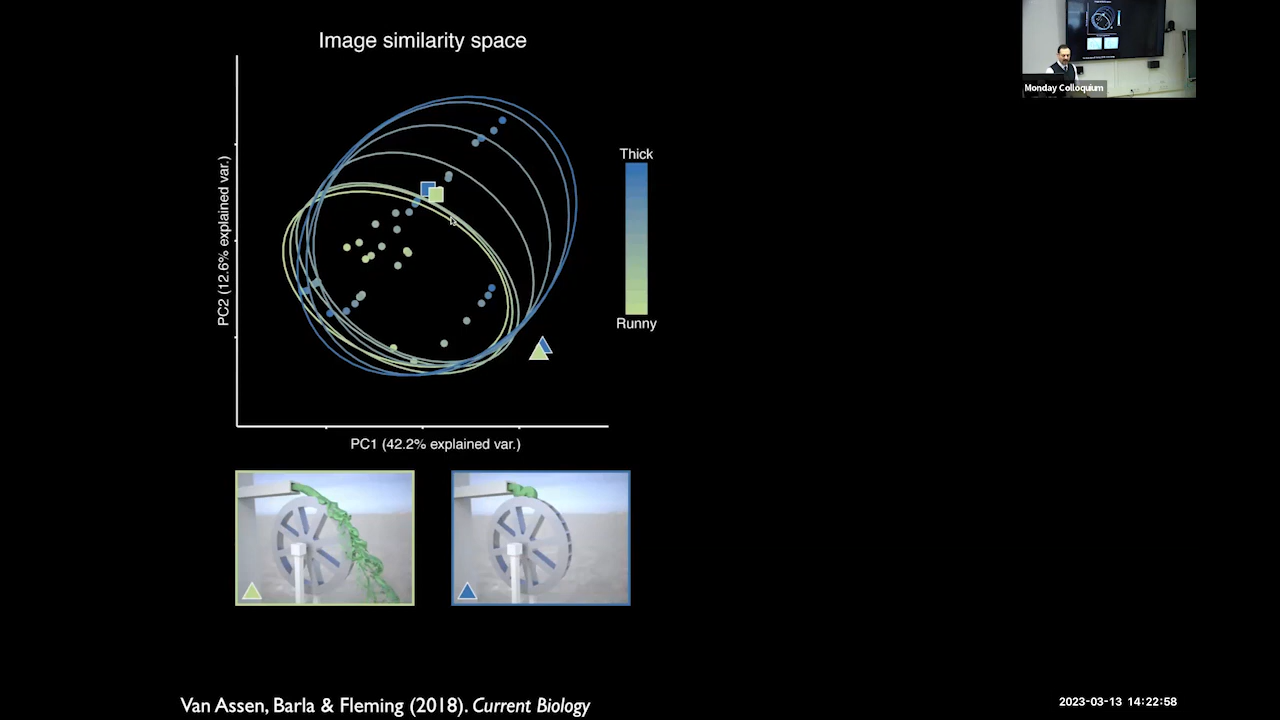 Image similarity space
Monday Colloquium
PC2 (12.6% explained var.)
Thick
Runny
PC1 (42.2% explained var.)
Van Assen, Barla & Fleming (2018). Current Biology
2023-03-13 14:22:58